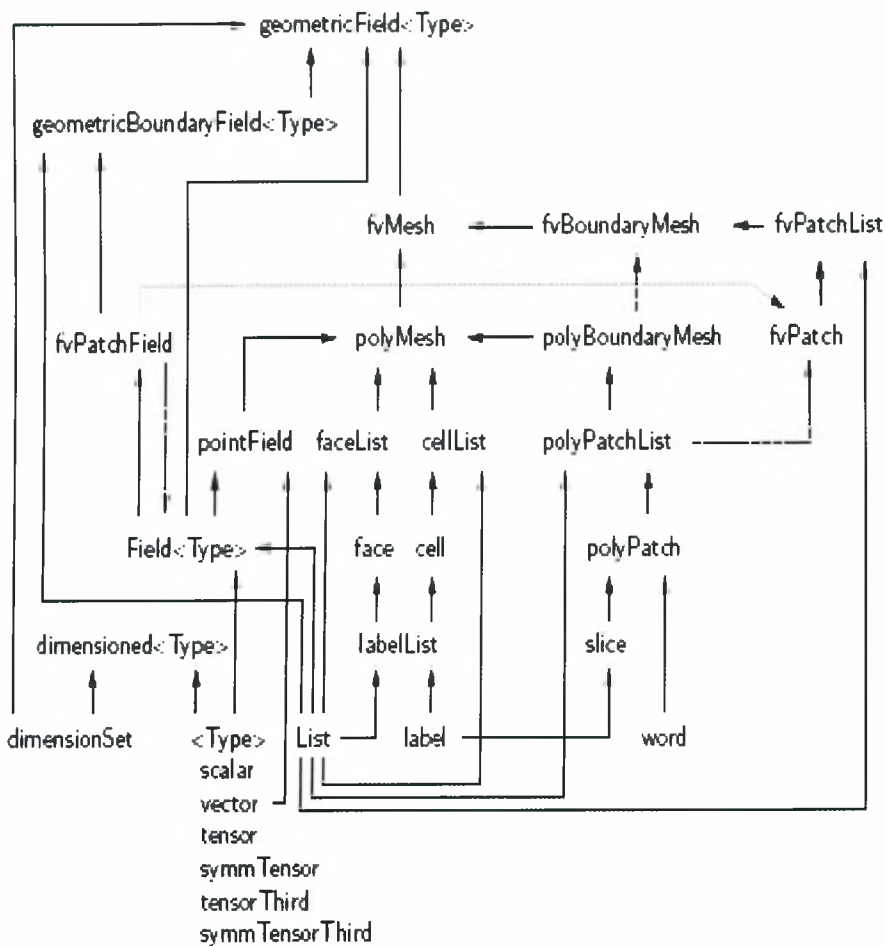 geometricField<Type>
geometricBoundaryField<Type>
fvMesh
fvBoundaryMesh
fvPatchList
fvPatchField
polyMesh
polyBoundaryMesh
fvPatch
pointField
faceList
cellList
polyPatchList
Field<Type>
face
cell
polyPatch
dimensioned<Type>
labelList
slice
dimensionSet
<Type>
List
label
word
scalar
vector
tensor
symmTensor
tensorThird
symmTensorThird